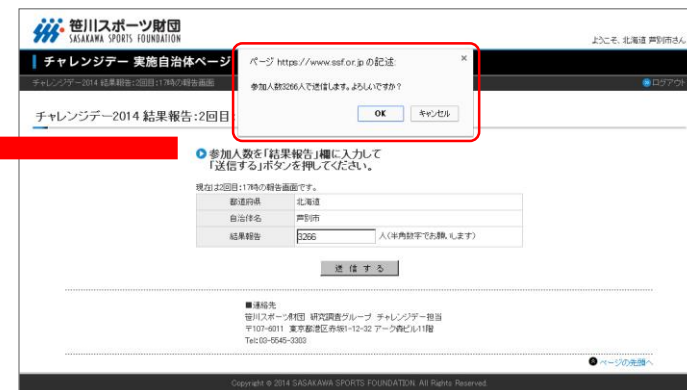 笹川スポーツ財団
SASAKAWA SPORTS FOUNDATION
ようこそ、北海道 芦別市さん
チャレンジデー 実施自治体ページ
チャレンジデー2014 結果報告:2回目:17時の報告画面
ログアウト
ページ https://www.ssf.or.jp の記述:
×
参加人数3266人で送信します。よろしいですか?
OK キャンセル
チャレンジデー2014 結果報告:2回目:
参加人数を「結果報告」欄に入力して
「送信する」ボタンを押してください。
現在は2回目:17時の報告画面です。
都道府県 北海道
自治体名 芦別市
結果報告 3266 人(半角数字でお願いします)
送信する
■連絡先
笹川スポーツ財団 研究調査グループ チャレンジデー担当
〒107-6011 東京都港区赤坂1-12-32 アーク森ビル11階
Tel:03-5545-3303
ページの先頭へ
Copyright © 2014 SASAKAWA SPORTS FOUNDATION. All Rights Reserved.